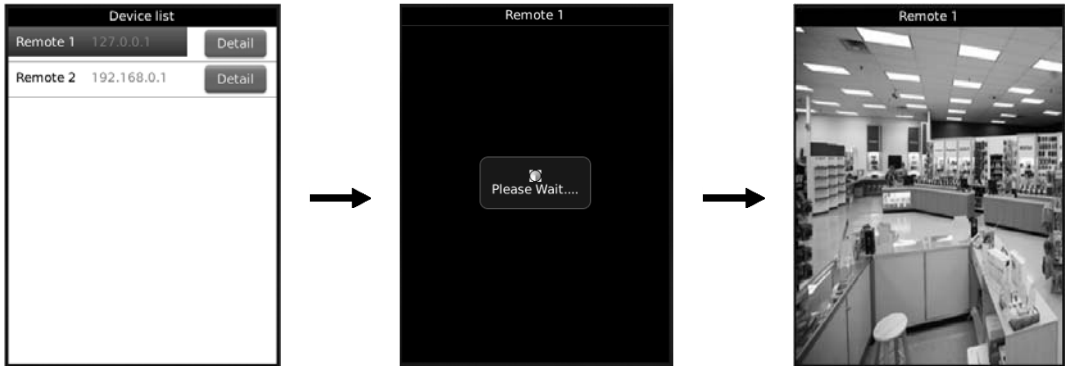 Device list
Remote 1 127.0.0.1 Detail
Remote 2 192.168.0.1 Detail
Remote 1
Please Wait....
Remote 1